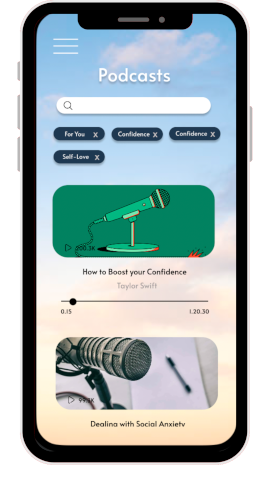 Podcasts
For You X Confidence X Confidence X
Self-Love X
200.3K
How to Boost your Confidence
Taylor Swift
0.15 1.20.30
99.1K
Dealing with Social Anxiety